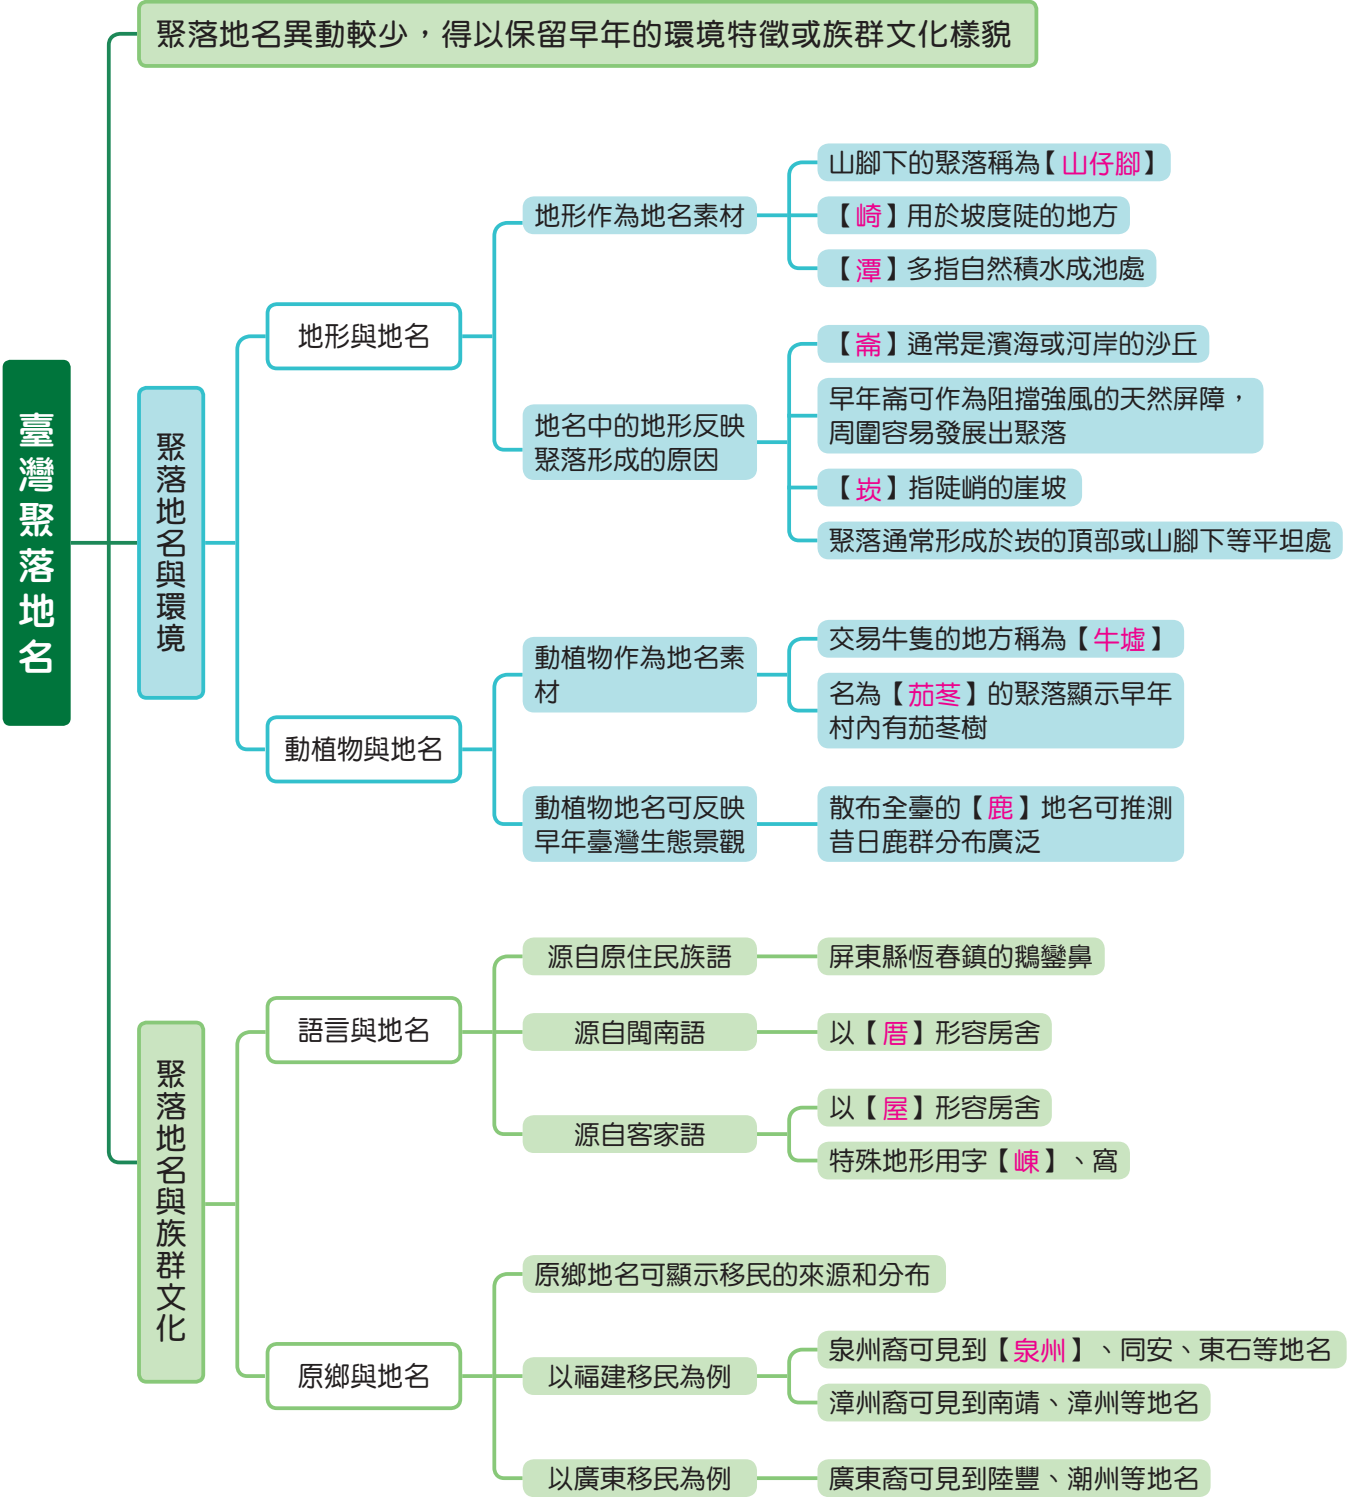 臺灣聚落地名
聚落地名異動較少，得以保留早年的環境特徵或族群文化樣貌
聚落地名與環境
地形與地名
地形作為地名素材
山腳下的聚落稱為【山仔腳】
【崎】用於坡度陡的地方
【潭】多指自然積水成池處
地名中的地形反映
聚落形成的原因
【崙】通常是濱海或河岸的沙丘
早年崙可作為阻擋強風的天然屏障，
周圍容易發展出聚落
【崁】指陡峭的崖坡
聚落通常形成於崁的頂部或山腳下等平坦處
動植物與地名
動植物作為地名素
材
交易牛隻的地方稱為【牛墟】
名為【茄苳】的聚落顯示早年
村內有茄苳樹
動植物地名可反映
早年臺灣生態景觀
散布全臺的【鹿】地名可推測
昔日鹿群分布廣泛
聚落地名與族群文化
語言與地名
源自原住民族語
屏東縣恆春鎮的鵝鑾鼻
源自閩南語
以【厝】形容房舍
源自客家語
以【屋】形容房舍
特殊地形用字【崠】、窩
原鄉與地名
原鄉地名可顯示移民的來源和分布
以福建移民為例
泉州裔可見到【泉州】、同安、東石等地名
漳州裔可見到南靖、漳州等地名
以廣東移民為例
廣東裔可見到陸豐、潮州等地名